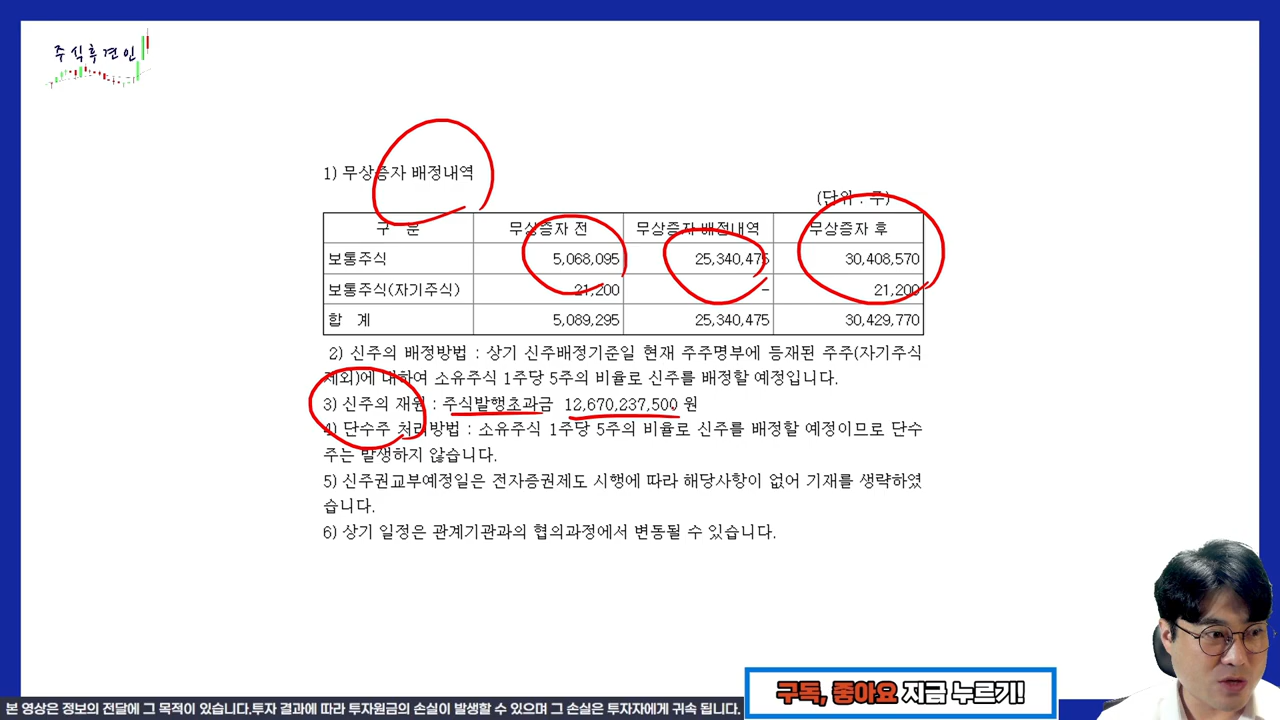 주식후견인
1) 무상증자 배정내역
(단위 : 주)
구 분 무상증자 전 무상증자 배정내역 무상증자 후
보통주식 5,068,095 25,340,475 30,408,570
보통주식(자기주식) 21,200 - 21,200
합 계 5,089,295 25,340,475 30,429,770
2) 신주의 배정방법 : 상기 신주배정기준일 현재 주주명부에 등재된 주주(자기주식
제외)에 대하여 소유주식 1주당 5주의 비율로 신주를 배정할 예정입니다.
3) 신주의 재원 : 주식발행초과금 12,670,237,500 원
4) 단수주 처리방법 : 소유주식 1주당 5주의 비율로 신주를 배정할 예정이므로 단수
주는 발생하지 않습니다.
5) 신주권교부예정일은 전자증권제도 시행에 따라 해당사항이 없어 기재를 생략하였
습니다.
6) 상기 일정은 관계기관과의 협의과정에서 변동될 수 있습니다.
구독, 좋아요 지금 누르기!
본 영상은 정보의 전달에 그 목적이 있습니다.투자 결과에 따라 투자원금의 손실이 발생할 수 있으며 그 손실은 투자자에게 귀속 됩니다.